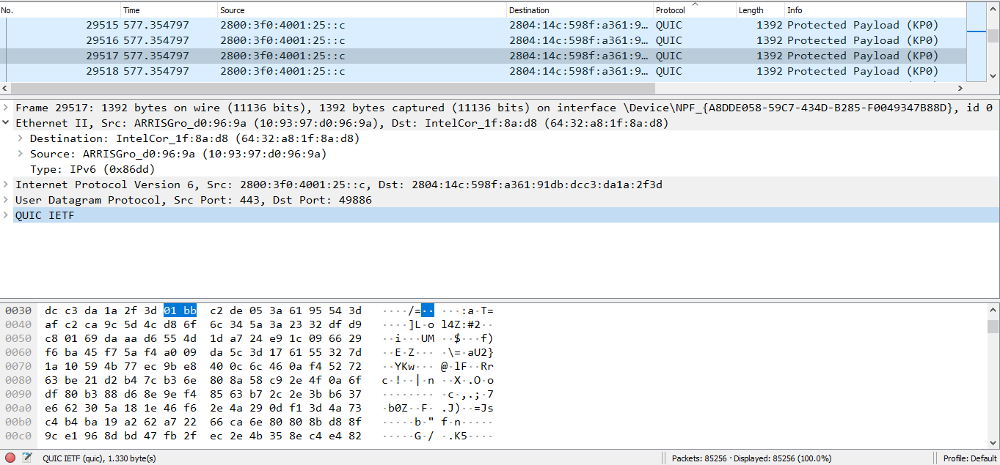 No. Time Source Destination Protocol Length Info
29515 577.354797 2800:3f0:4001:25::c 2804:14c:598f:a361:9… QUIC 1392 Protected Payload (KP0)
29516 577.354797 2800:3f0:4001:25::c 2804:14c:598f:a361:9… QUIC 1392 Protected Payload (KP0)
29517 577.354797 2800:3f0:4001:25::c 2804:14c:598f:a361:9… QUIC 1392 Protected Payload (KP0)
29518 577.354797 2800:3f0:4001:25::c 2804:14c:598f:a361:9… QUIC 1392 Protected Payload (KP0)
Frame 29517: 1392 bytes on wire (11136 bits), 1392 bytes captured (11136 bits) on interface \Device\NPF_{A8DDE058-59C7-434D-B285-F0049347B88D}, id 0
Ethernet II, Src: ARRISGro_d0:96:9a (10:93:97:d0:96:9a), Dst: IntelCor_1f:8a:d8 (64:32:a8:1f:8a:d8)
Destination: IntelCor_1f:8a:d8 (64:32:a8:1f:8a:d8)
Source: ARRISGro_d0:96:9a (10:93:97:d0:96:9a)
Type: IPv6 (0x86dd)
Internet Protocol Version 6, Src: 2800:3f0:4001:25::c, Dst: 2804:14c:598f:a361:91db:dcc3:da1a:2f3d
User Datagram Protocol, Src Port: 443, Dst Port: 49886
QUIC IETF
0030 dc c3 da 1a 2f 3d 01 bb c2 de 05 3a 61 95 54 3d ····/=·· ···:a·T=
0040 af c2 ca 9c 5d 4c d8 6f 6c 34 5a 3a 23 32 df d9 ····]L·o l4Z:#2··
0050 c8 01 69 da aa d6 55 4d 1d a7 24 e9 1c 09 66 29 ··i···UM ··$···f)
0060 f6 ba 45 f7 5a f4 a0 09 da 5c 3d 17 61 55 32 7d ··E·Z··· ·\=·aU2}
0070 1a 10 59 4b 77 ec 9b e8 40 0c 6c 46 0a f4 52 72 ··YKw··· @·lF··Rr
0080 63 be 21 d2 b4 7c b3 6e 80 8a 58 c9 2e 4f 0a 6f c·!··|·n ··X·.O·o
0090 df 80 b3 88 d6 8e 9e f4 85 63 b7 2c 2e 3b b6 37 ········ ·c·,.;·7
00a0 e6 62 30 5a 18 1e 46 f6 2e 4a 29 0d f1 3d 4a 73 ·b0Z··F· .J)··=Js
00b0 c4 b4 ba 19 a2 62 a7 22 66 ca 6e 80 80 8b d8 8f ·····b·" f·n·····
00c0 9c e1 96 8d bd 47 fb 2f ec 2e 4b 35 8e c4 e4 82 ·····G·/ ·.K5····
QUIC IETF (quic), 1.330 byte(s) Packets: 85256 · Displayed: 85256 (100.0%) Profile: Default